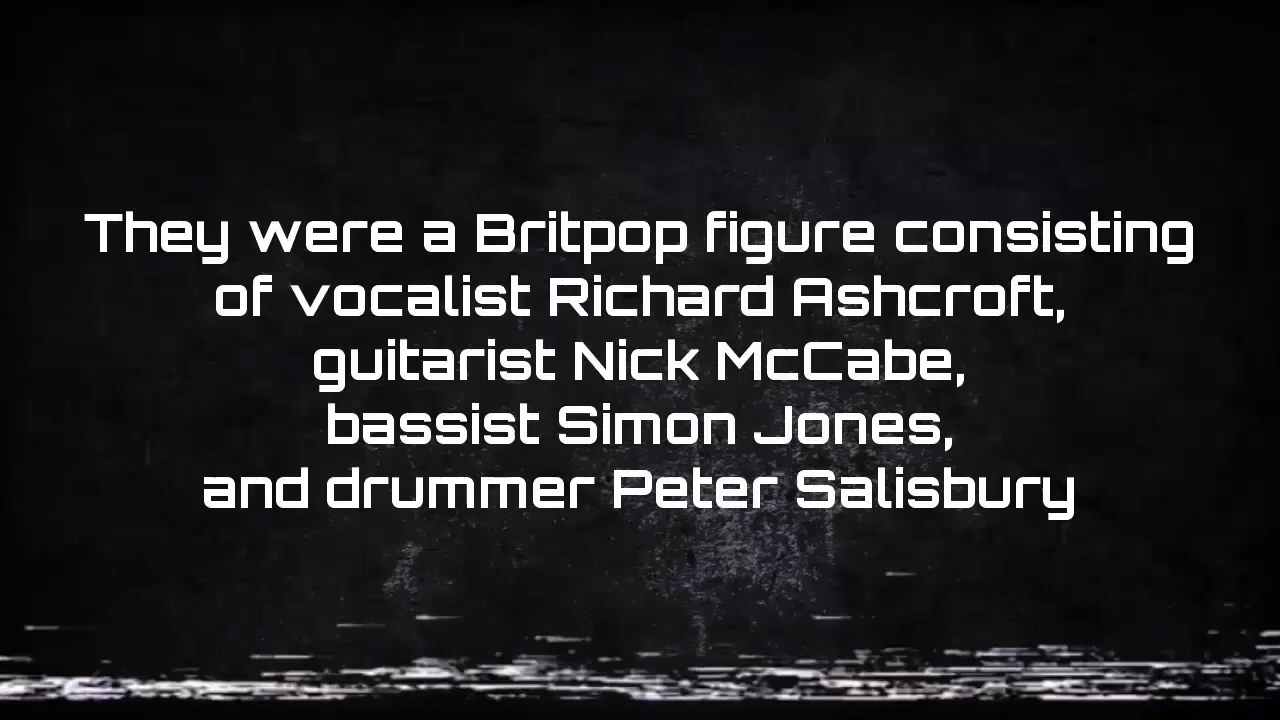 They were a Britpop figure consisting
of vocalist Richard Ashcroft,
guitarist Nick McCabe,
bassist Simon Jones,
and drummer Peter Salisbury